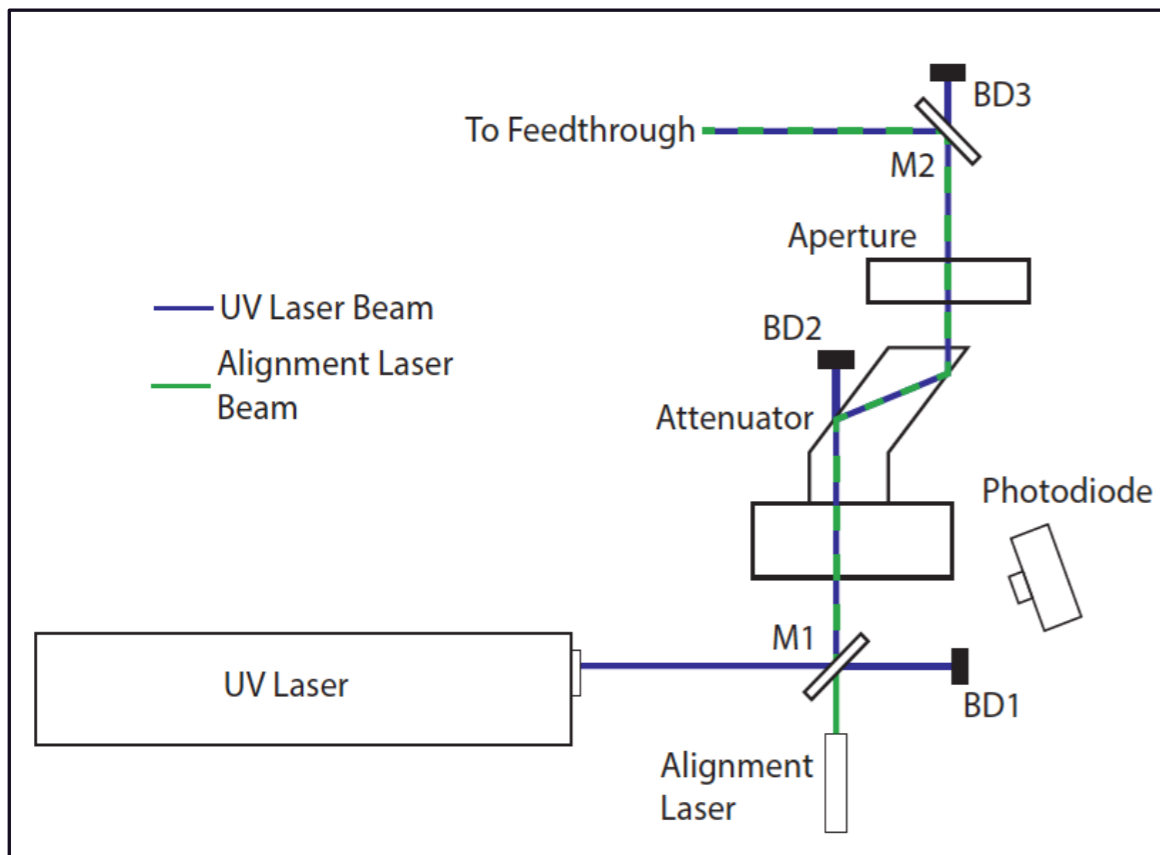 BD3
To Feedthrough
M2
Aperture
UV Laser Beam
BD2
Alignment Laser
Beam
Attenuator
Photodiode
M1
UV Laser
BD1
Alignment
Laser